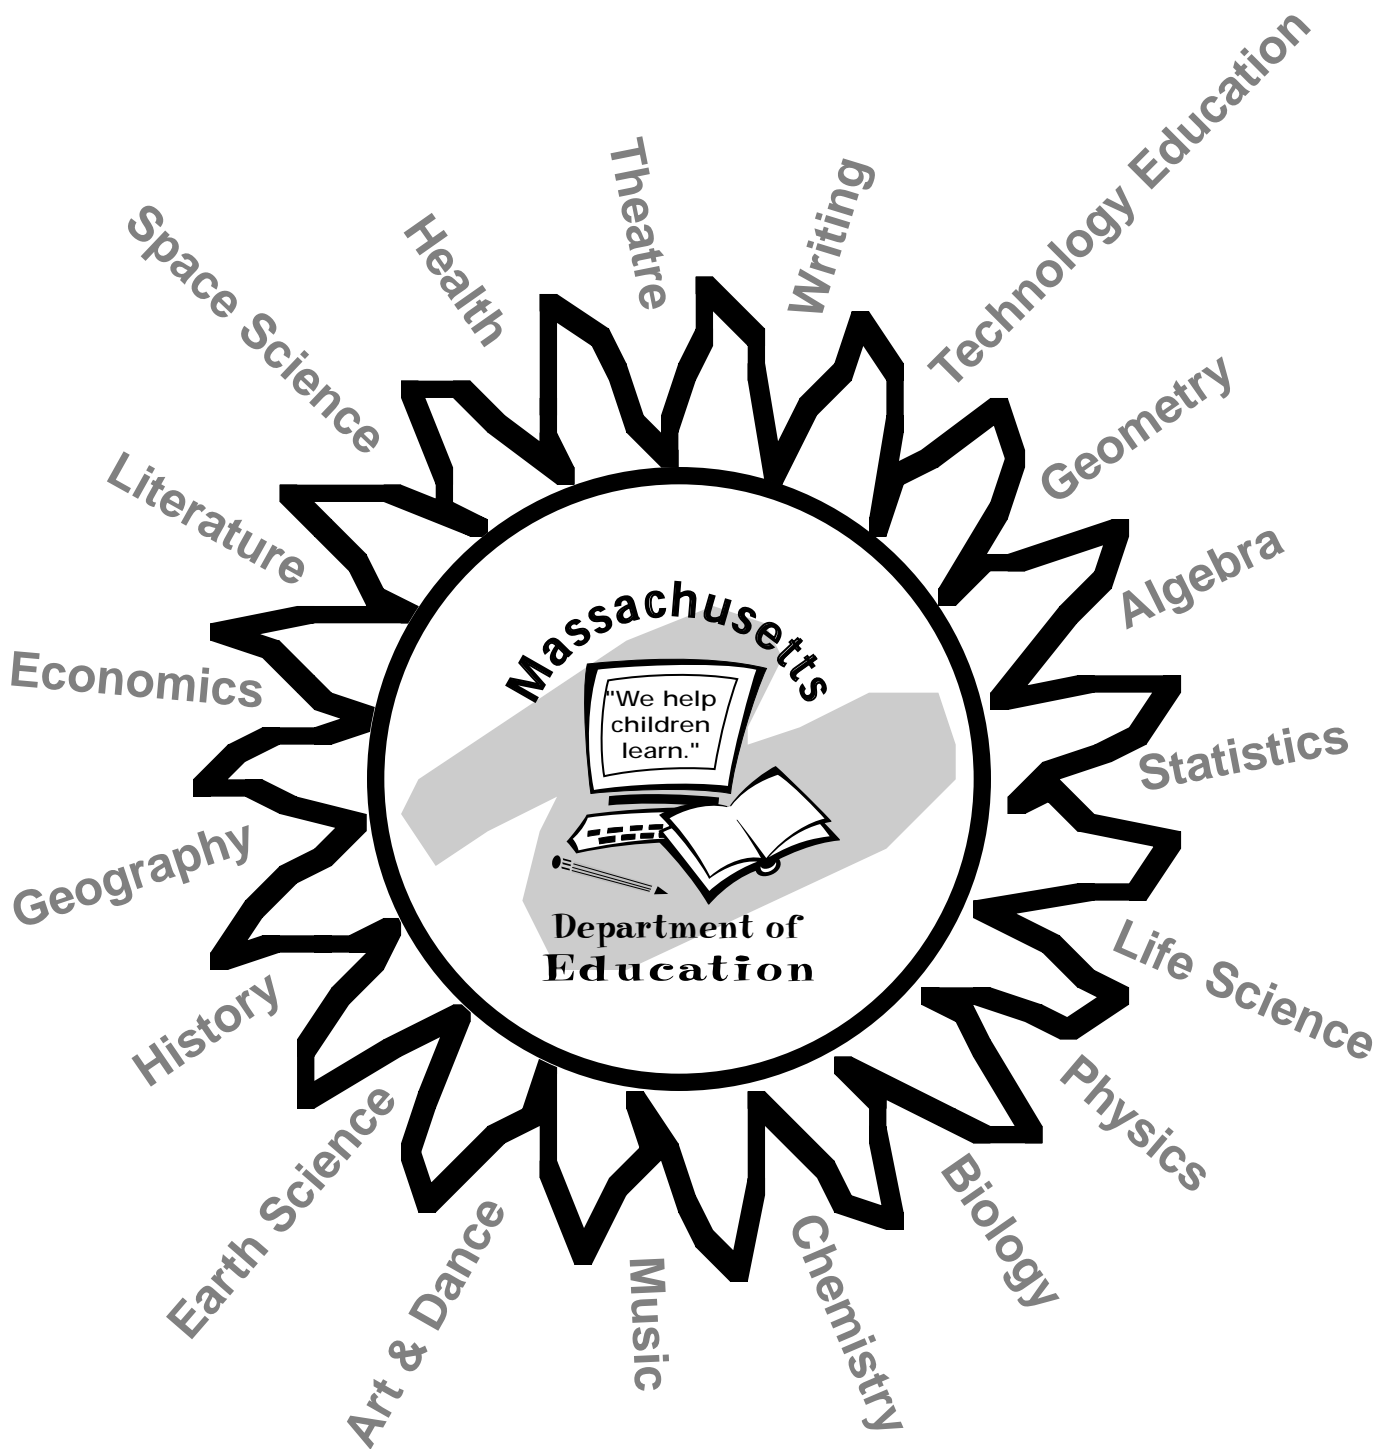 Theatre
Writing
Technology Education
Geometry
Algebra
Statistics
Life Science
Physics
Biology
Chemistry
Music
Art & Dance
Earth Science
History
Geography
Economics
Literature
Space Science
Health
Massachusetts
"We help
children
learn."
Department of
Education